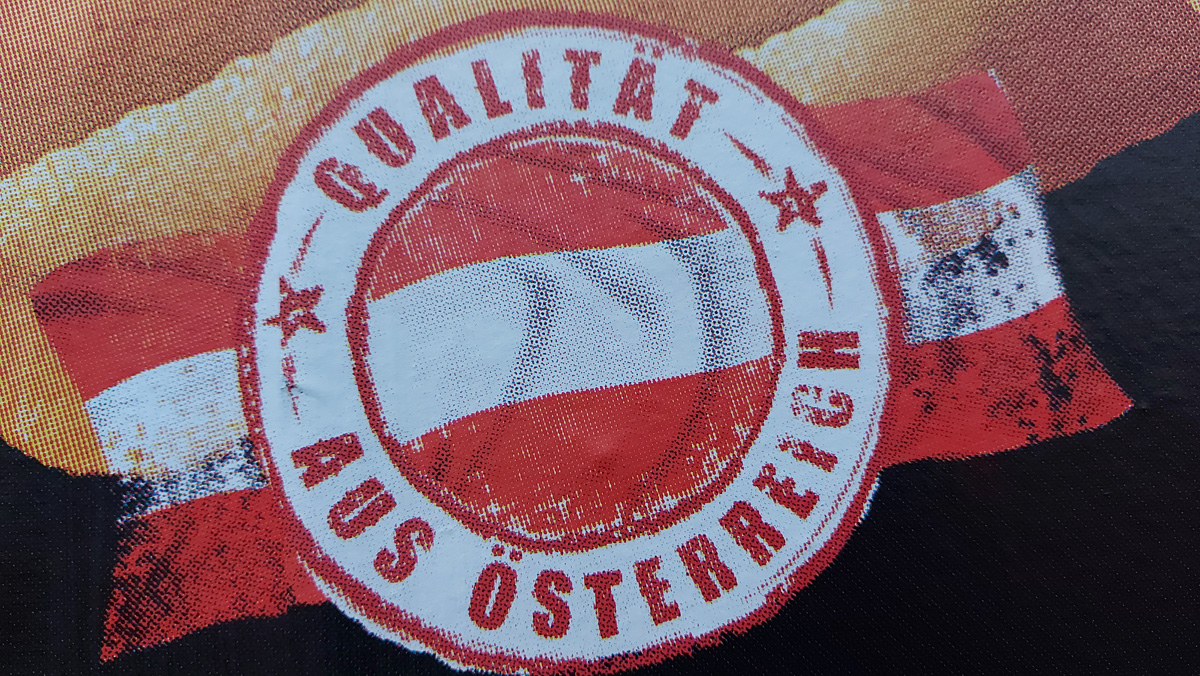 QUALITÄT
AUS ÖSTERREICH